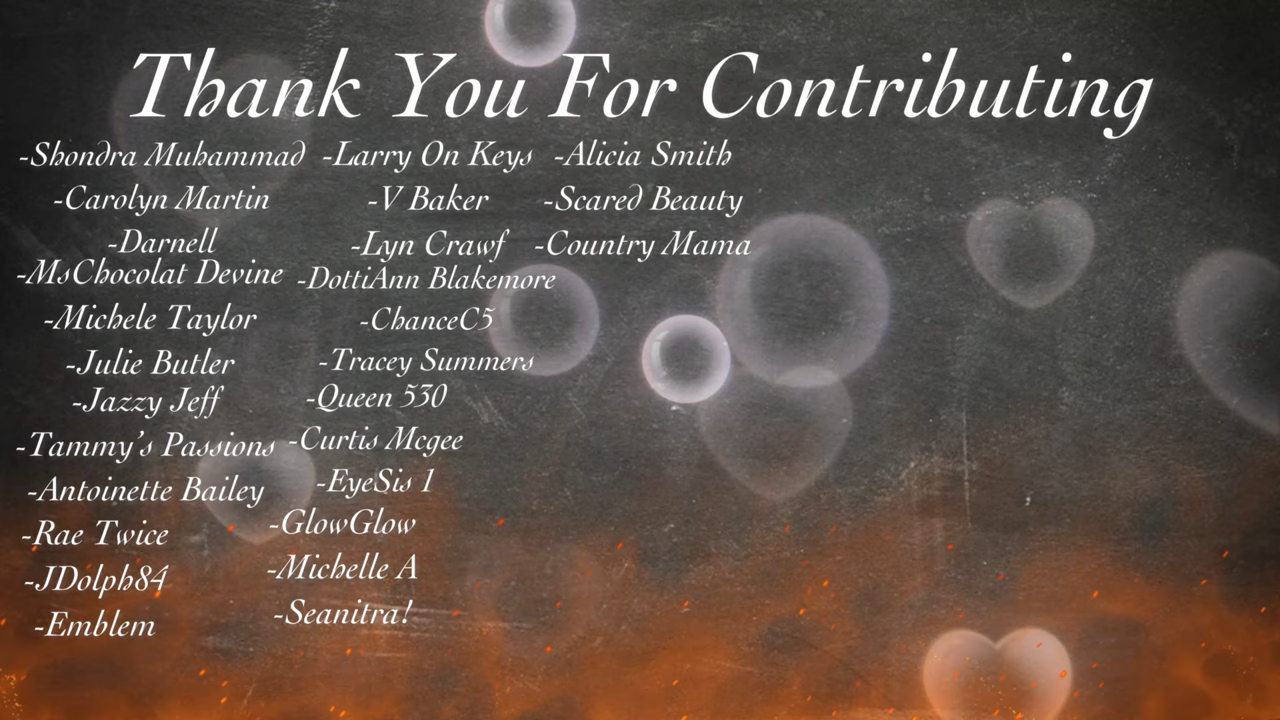 Thank You For Contributing
-Shondra Muhammad
-Carolyn Martin
-Darnell
-MsChocolat Devine
-Michele Taylor
-Julie Butler
-Jazzy Jeff
-Tammy's Passions
-Antoinette Bailey
-Rae Twice
-JDolph84
-Emblem
-Larry On Keys
-V Baker
-Lyn Crawf
-DottiAnn Blakemore
-ChanceC5
-Tracey Summers
-Queen 530
-Curtis Mcgee
-EyeSis 1
-GlowGlow
-Michelle A
-Seanitra!
-Alicia Smith
-Scared Beauty
-Country Mama